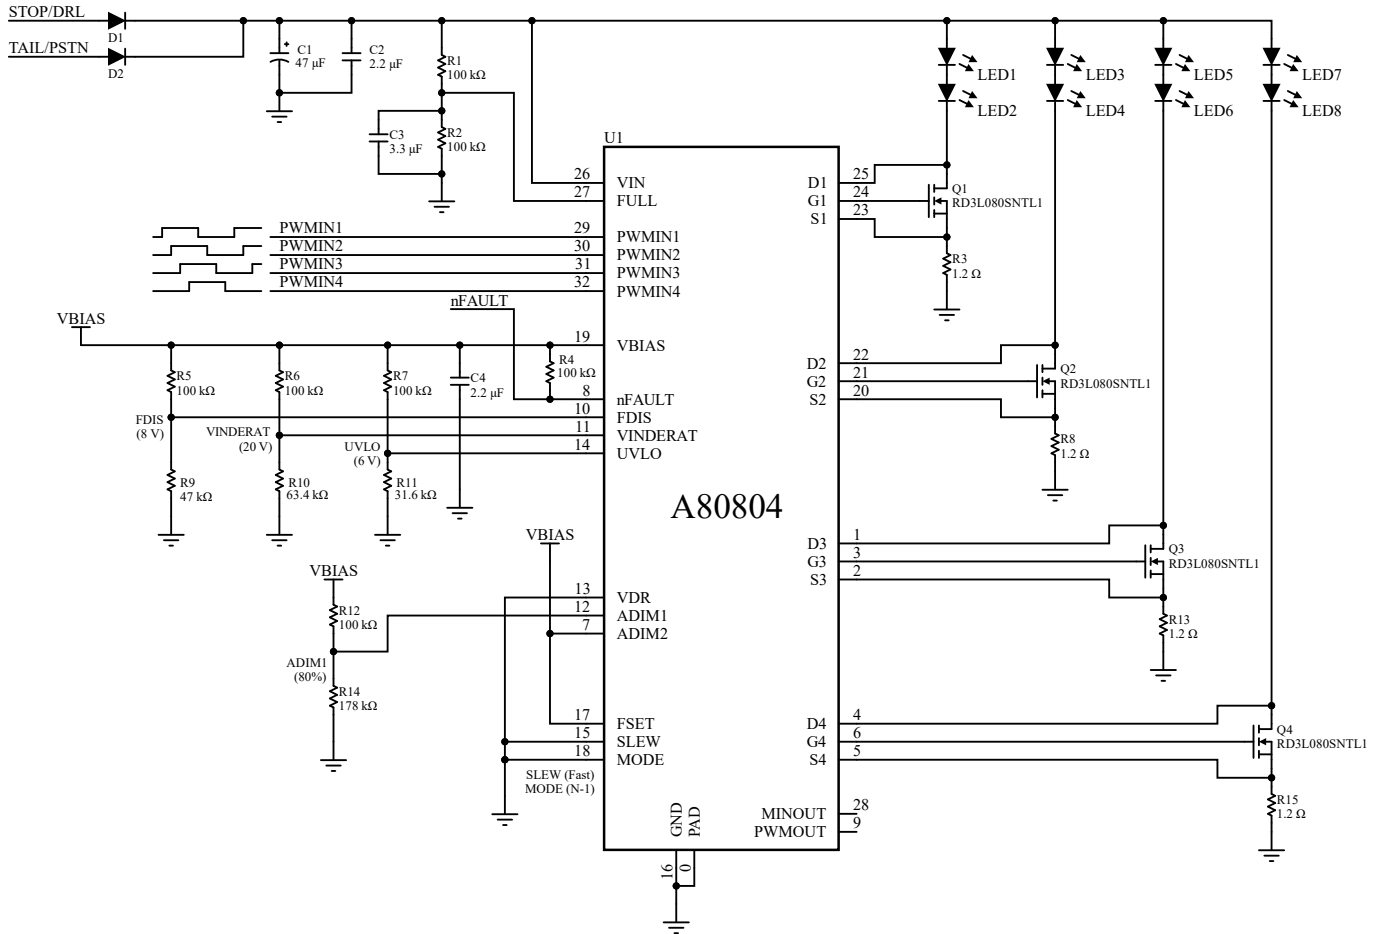 STOP/DRL
D1
TAIL/PSTN
D2
C1
47 µF
C2
2.2 µF
R1
100 kΩ
C3
3.3 µF
R2
100 kΩ
LED1
LED2
LED3
LED4
LED5
LED6
LED7
LED8
U1
26
VIN
27
FULL
PWMIN1
29
PWMIN1
PWMIN2
30
PWMIN2
PWMIN3
31
PWMIN3
PWMIN4
32
PWMIN4
nFAULT
VBIAS
19
VBIAS
R5
100 kΩ
R6
100 kΩ
R7
100 kΩ
C4
2.2 µF
R4
100 kΩ
8
nFAULT
10
FDIS
11
VINDERAT
14
UVLO
FDIS
(8 V)
VINDERAT
(20 V)
UVLO
(6 V)
R9
47 kΩ
R10
63.4 kΩ
R11
31.6 kΩ
A80804
VBIAS
VBIAS
R12
100 kΩ
ADIM1
(80%)
R14
178 kΩ
13
VDR
12
ADIM1
7
ADIM2
17
FSET
15
SLEW
18
MODE
SLEW (Fast)
MODE (N-1)
GND
PAD
16
0
D1
25
G1
24
S1
23
Q1
RD3L080SNTL1
R3
1.2 Ω
D2
22
G2
21
S2
20
Q2
RD3L080SNTL1
R8
1.2 Ω
D3
1
G3
3
S3
2
Q3
RD3L080SNTL1
R13
1.2 Ω
D4
4
G4
6
S4
5
Q4
RD3L080SNTL1
R15
1.2 Ω
MINOUT
28
PWMOUT
9